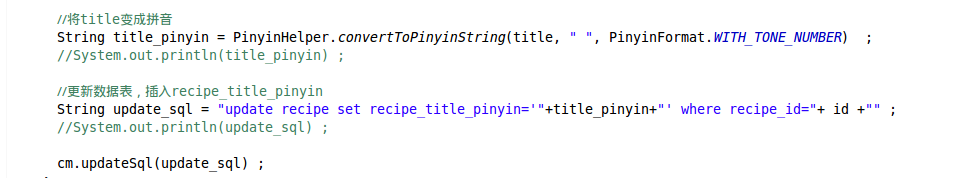 //将title变成拼音
String title_pinyin = PinyinHelper.convertToPinyinString(title, " ", PinyinFormat.WITH_TONE_NUMBER)  ;
//System.out.println(title_pinyin) ;
//更新数据表，插入recipe_title_pinyin
String update_sql = "update recipe set recipe_title_pinyin='"+title_pinyin+"' where recipe_id="+ id +"" ;
//System.out.println(update_sql) ;
cm.updateSql(update_sql) ;